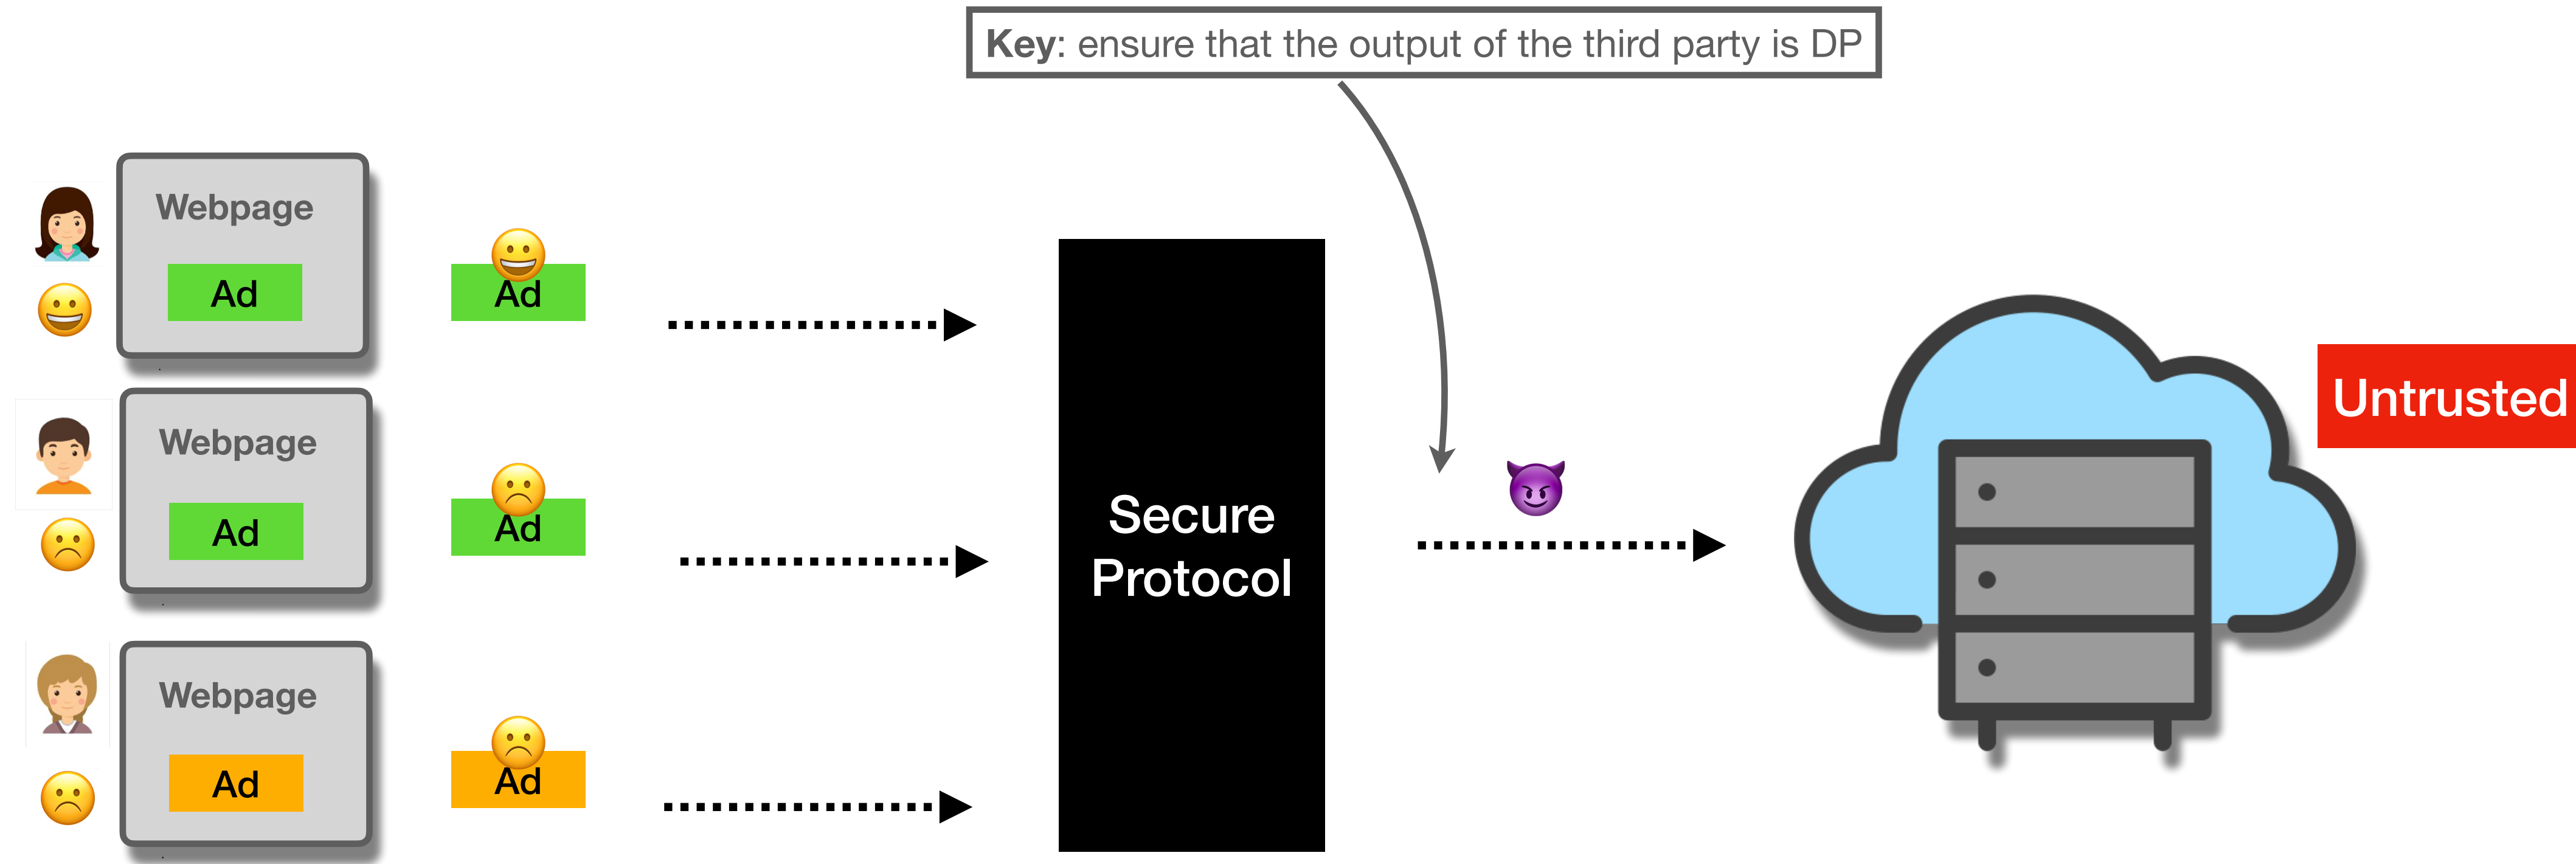 Key: ensure that the output of the third party is DP
Webpage
Ad
Ad
Untrusted
Webpage
Ad
Ad
Secure
Protocol
Webpage
Ad
Ad